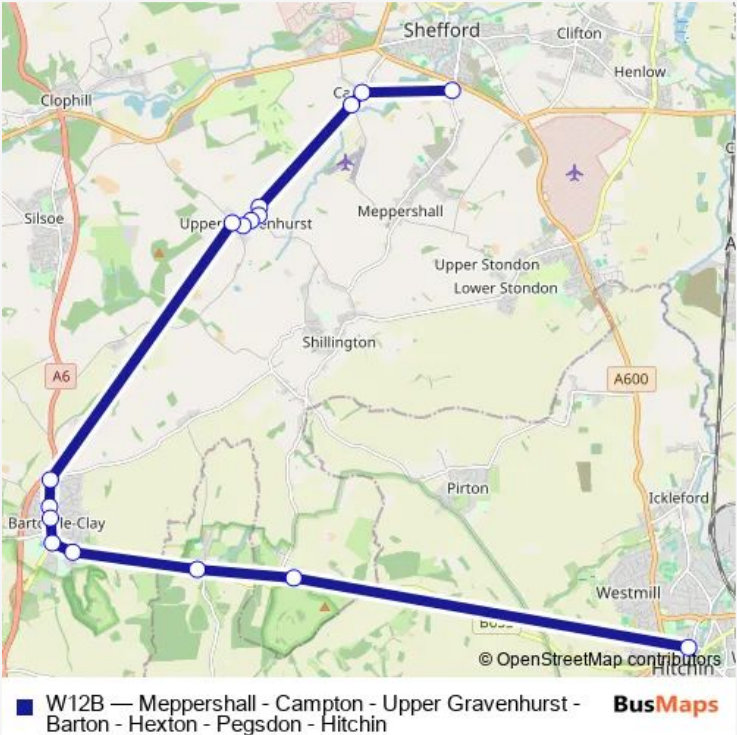 Shefford
Clifton
Henlow
Ca
Clophill
Silsoe
Upper
enhurst
Meppershall
Upper Stondon
Lower Stondon
Shillington
A6
A600
Pirton
Ickleford
Barto
le-Clay
Westmill
© OpenStreetMap contributors
Hitchin
W12B — Meppershall - Campton - Upper Gravenhurst -
Barton - Hexton - Pegsdon - Hitchin
BusMaps